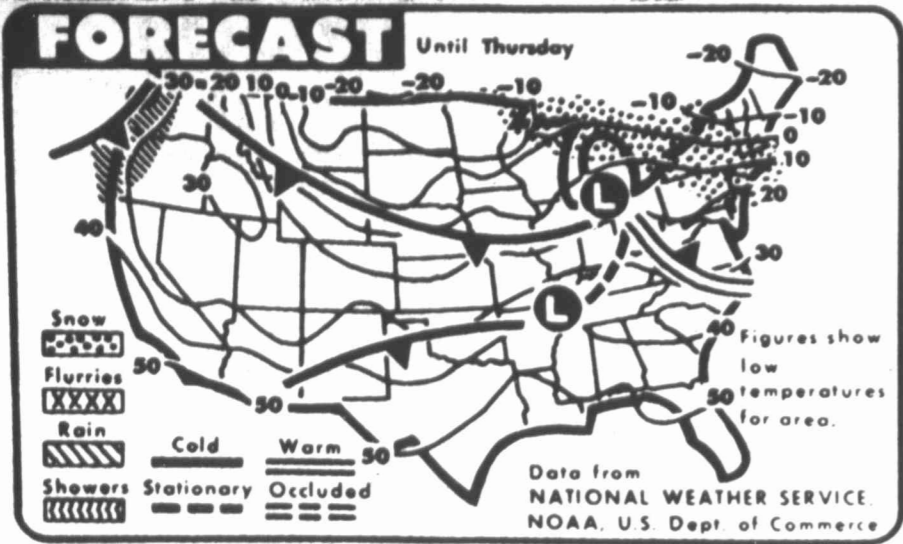 FORECAST
Until Thursday
30 -20 10 0 -10 -20 -20 -10 -10 -20 -20
-10
0
10
20
30
30
40
40
50
50
50
50
L
L
Snow
Flurries
Rain
Showers
Cold
Warm
Stationary
Occluded
Figures show
low
temperatures
for area.
Data from
NATIONAL WEATHER SERVICE.
NOAA, U.S. Dept. of Commerce